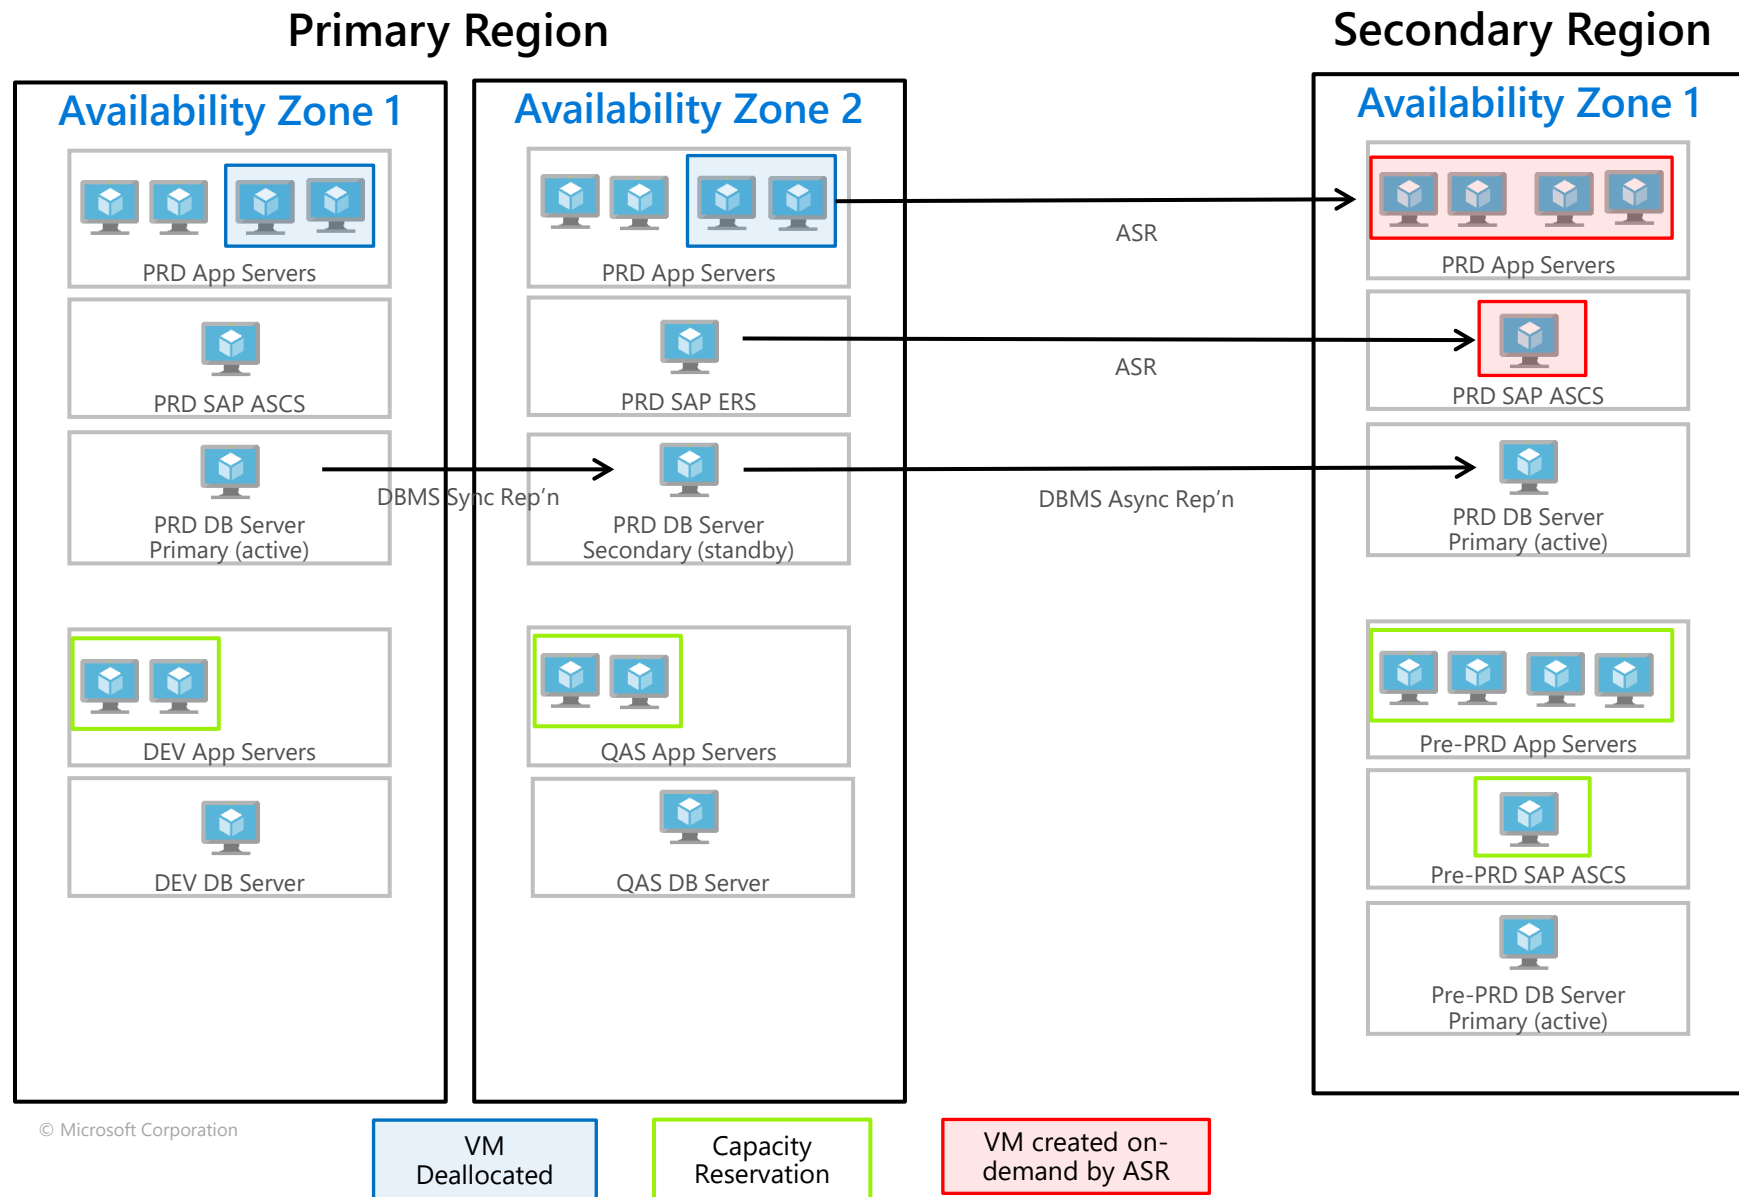 Primary Region
Secondary Region
Availability Zone 1
PRD App Servers
PRD SAP ASCS
PRD DB Server
Primary (active)
DEV App Servers
DEV DB Server
DBMS Sync Rep’n
Availability Zone 2
PRD App Servers
PRD SAP ERS
PRD DB Server
Secondary (standby)
QAS App Servers
QAS DB Server
ASR
ASR
DBMS Async Rep’n
Availability Zone 1
PRD App Servers
PRD SAP ASCS
PRD DB Server
Primary (active)
Pre-PRD App Servers
Pre-PRD SAP ASCS
Pre-PRD DB Server
Primary (active)
© Microsoft Corporation
VM
Deallocated
Capacity
Reservation
VM created on-
demand by ASR